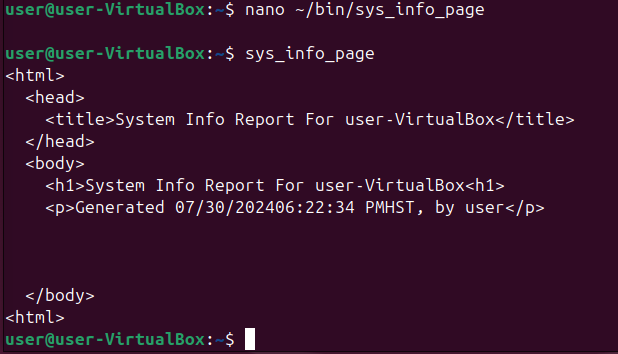 user@user-VirtualBox:~$ nano ~/bin/sys_info_page
user@user-VirtualBox:~$ sys_info_page
<html>
  <head>
    <title>System Info Report For user-VirtualBox</title>
  </head>
  <body>
    <h1>System Info Report For user-VirtualBox<h1>
    <p>Generated 07/30/202406:22:34 PMHST, by user</p>
  </body>
<html>
user@user-VirtualBox:~$